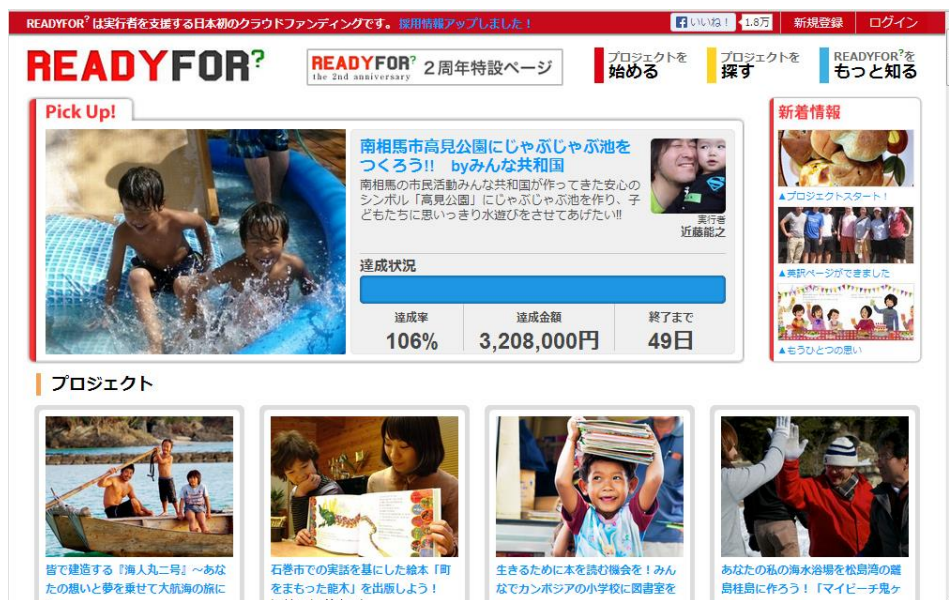 READYFOR?は実行者を支援する日本初のクラウドファンディングです。 採用情報アップしました！
いいね！ 1.8万 新規登録 ログイン
READYFOR?
READYFOR? 2周年特設ページ
the 2nd anniversary
プロジェクトを
始める
プロジェクトを
探す
READYFOR?を
もっと知る
Pick Up!
南相馬市高見公園にじゃぶじゃぶ池を
つくろう!! byみんな共和国
南相馬の市民活動みんな共和国が作ってきた安心の
シンボル「高見公園」にじゃぶじゃぶ池を作り、子
どもたちに思いっきり水遊びをさせてあげたい!!
実行者
近藤能之
達成状況
達成率 達成金額 終了まで
106% 3,208,000円 49日
新着情報
▲プロジェクトスタート！
▲英訳ページができました
▲もうひとつの思い
プロジェクト
皆で建造する『海人丸二号』～あな
たの想いと夢を乗せて大航海の旅に
石巻市での実話を基にした絵本「町
をまもった龍木」を出版しよう！
生きるために本を読む機会を！みん
なでカンボジアの小学校に図書室を
あなたの私の海水浴場を松島湾の離
島桂島に作ろう！「マイビーチ鬼ヶ